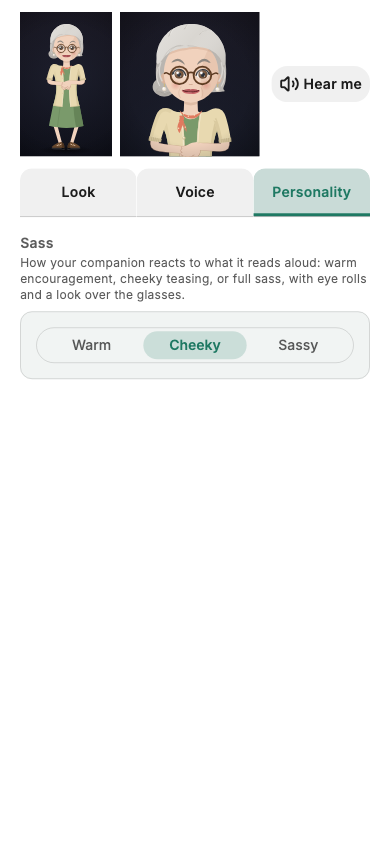 Hear me
Look
Voice
Personality
Sass
How your companion reacts to what it reads aloud: warm
encouragement, cheeky teasing, or full sass, with eye rolls
and a look over the glasses.
Warm
Cheeky
Sassy